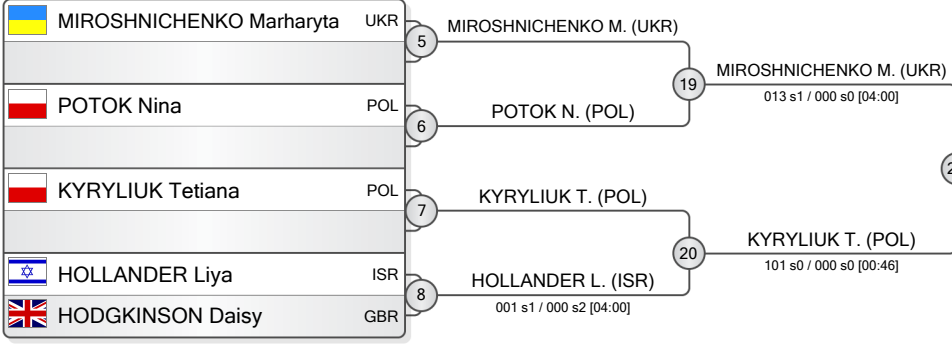 MIROSHNICHENKO Marharyta UKR
POTOK Nina POL
KYRYLIUK Tetiana POL
HOLLANDER Liya ISR
HODGKINSON Daisy GBR
5
6
7
8
MIROSHNICHENKO M. (UKR)
POTOK N. (POL)
KYRYLIUK T. (POL)
HOLLANDER L. (ISR)
001 s1 / 000 s2 [04:00]
19
20
MIROSHNICHENKO M. (UKR)
013 s1 / 000 s0 [04:00]
KYRYLIUK T. (POL)
101 s0 / 000 s0 [00:46]